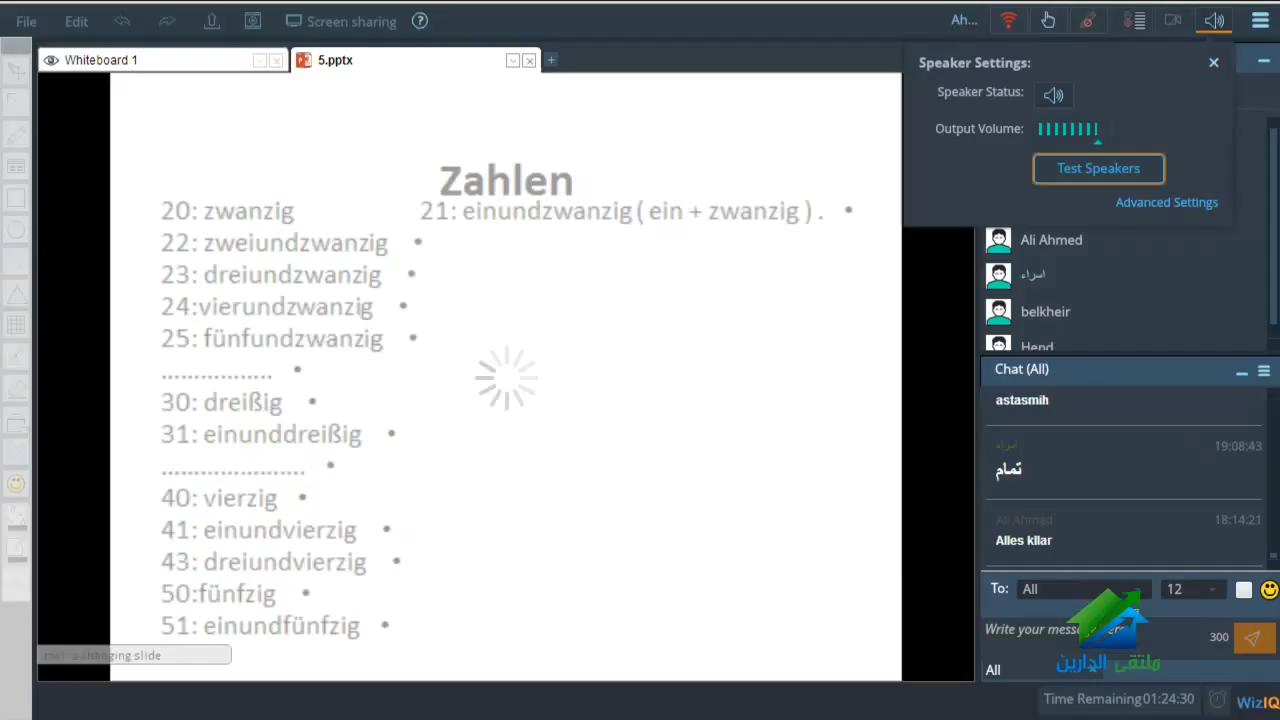 File Edit Screen sharing ? Ah...
Whiteboard 1
5.pptx
Speaker Settings:
Speaker Status:
Output Volume:
Test Speakers
Advanced Settings
Zahlen
20: zwanzig 21: einundzwanzig( ein + zwanzig ) . •
22: zweiundzwanzig •
23: dreiundzwanzig •
24:vierundzwanzig •
25: fünfundzwanzig •
................. •
30: dreißig •
31: einunddreißig •
...................... •
40: vierzig •
41: einundvierzig •
43: dreiundvierzig •
50:fünfzig •
51: einundfünfzig •
changing slide
Ali Ahmed
اسراء
belkheir
Hend
Chat (All)
astasmih
اسراء 19:08:43
تمام
Ali Ahmed 18:14:21
Alles kllar
To: All 12
Write your 300
ملتقى الدارين
All
Time Remaining01:24:30
WizIQ